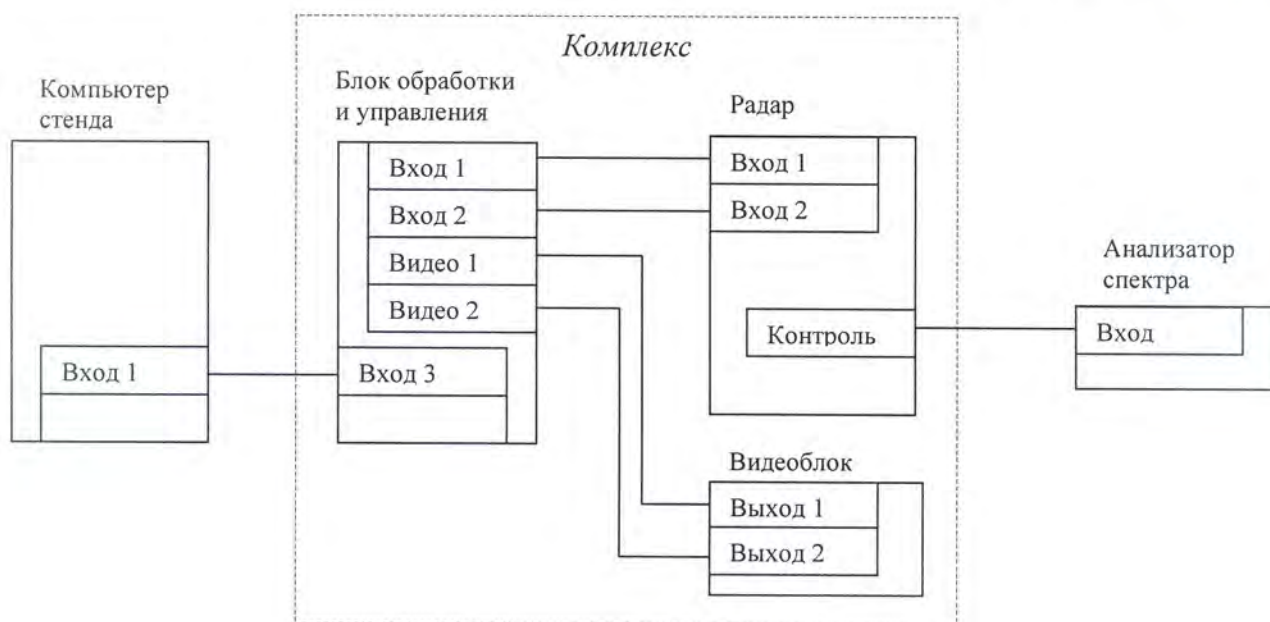 Комплекс
Компьютер
стенда
Вход 1
Блок обработки
и управления
Вход 1
Вход 2
Видео 1
Видео 2
Вход 3
Радар
Вход 1
Вход 2
Контроль
Видеоблок
Выход 1
Выход 2
Анализатор
спектра
Вход